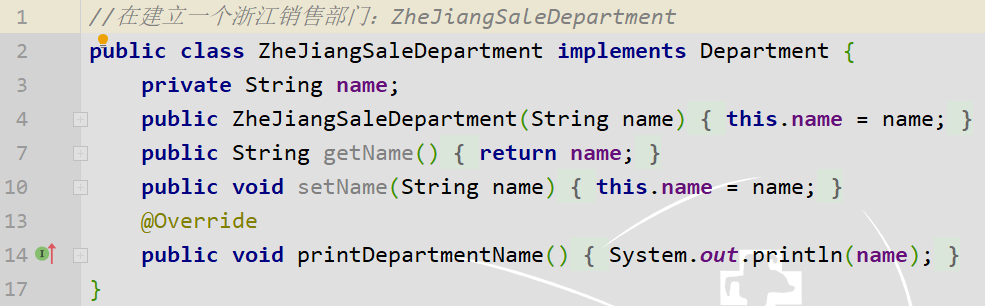 1 //在建立一个浙江销售部门：ZheJiangSaleDepartment
2 public class ZheJiangSaleDepartment implements Department {
3 private String name;
4 public ZheJiangSaleDepartment(String name) { this.name = name; }
7 public String getName() { return name; }
10 public void setName(String name) { this.name = name; }
13 @Override
14 public void printDepartmentName() { System.out.println(name); }
17 }